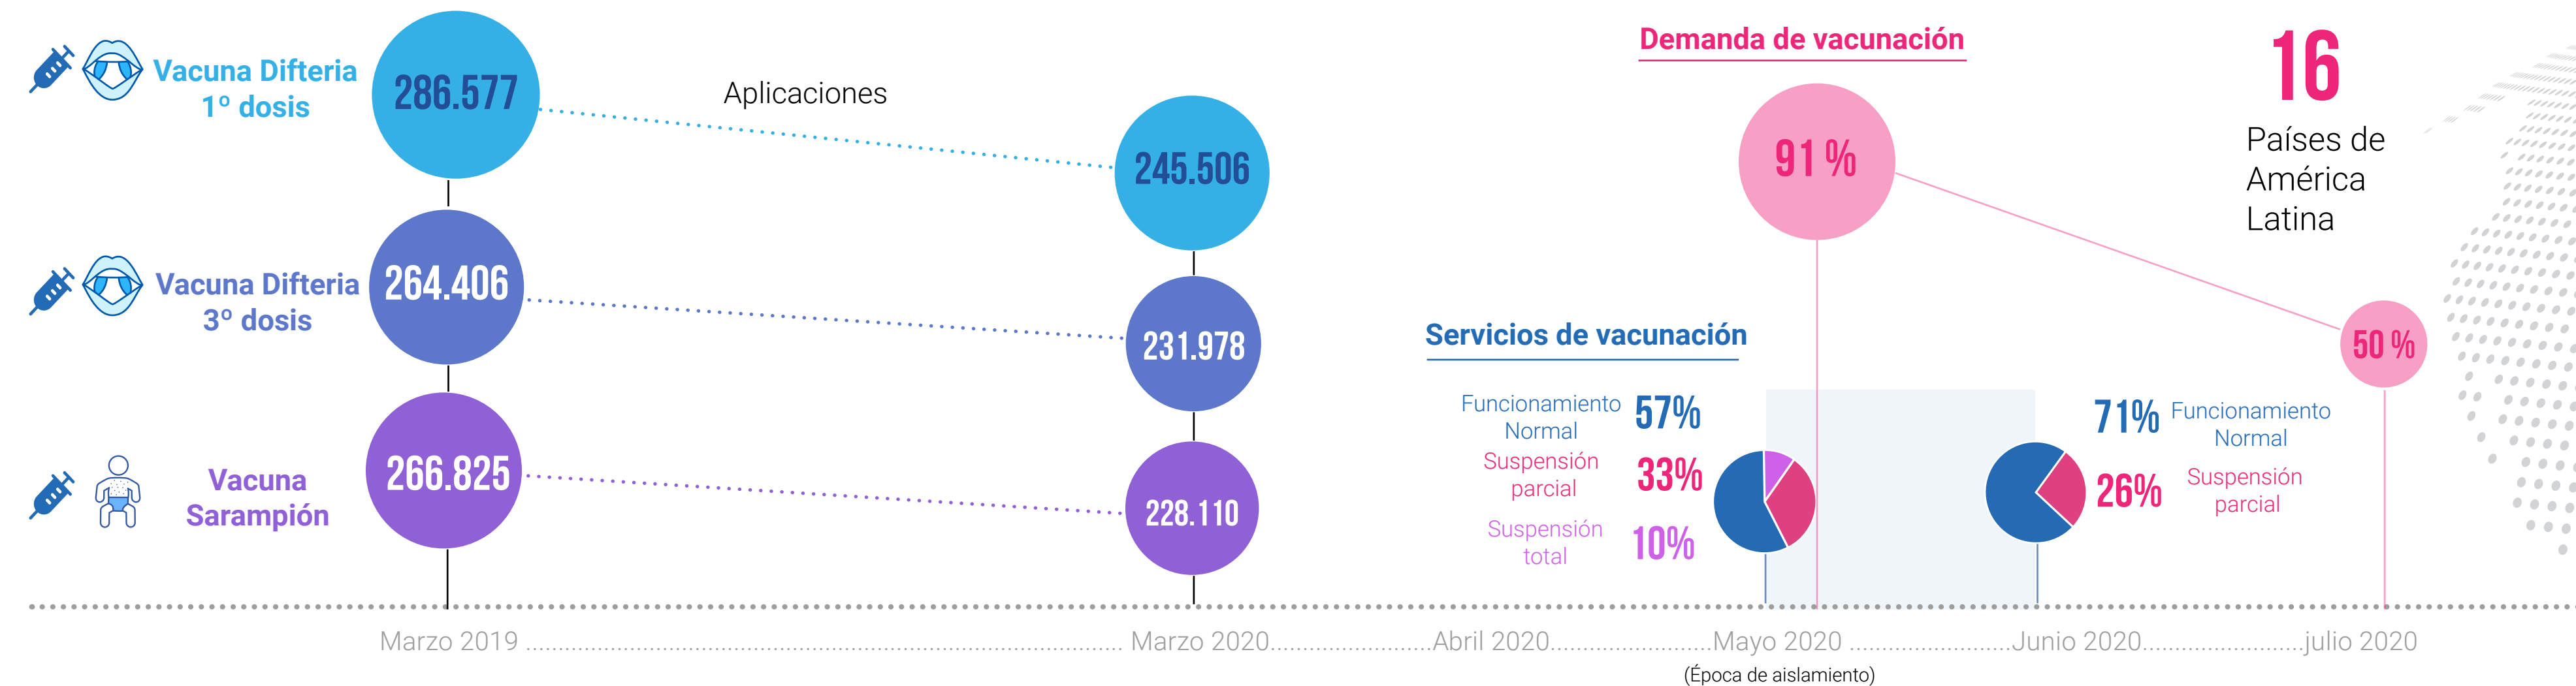 Vacuna Difteria
1º dosis
286.577
Aplicaciones
245.506
Vacuna Difteria
3º dosis
264.406
231.978
Vacuna
Sarampión
266.825
228.110
Demanda de vacunación
91 %
50 %
16
Países de
América
Latina
Servicios de vacunación
Funcionamiento
Normal
57%
Suspensión
parcial
33%
Suspensión
total
10%
71%
Funcionamiento
Normal
26%
Suspensión
parcial
Marzo 2019
Marzo 2020
Abril 2020
Mayo 2020
(Época de aislamiento)
Junio 2020
julio 2020